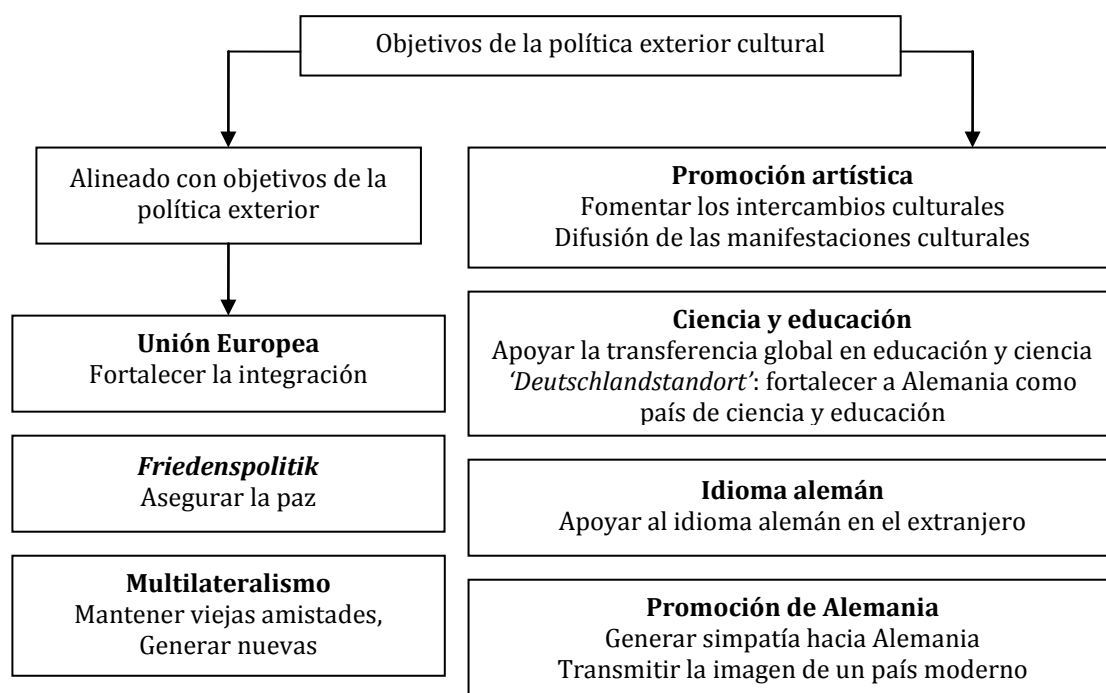 Objetivos de la política exterior cultural
Alineado con objetivos de la
política exterior
Unión Europea
Fortalecer la integración
Friedenspolitik
Asegurar la paz
Multilateralismo
Mantener viejas amistades,
Generar nuevas
Promoción artística
Fomentar los intercambios culturales
Difusión de las manifestaciones culturales
Ciencia y educación
Apoyar la transferencia global en educación y ciencia
‘Deutschlandstandort’: fortalecer a Alemania como
país de ciencia y educación
Idioma alemán
Apoyar al idioma alemán en el extranjero
Promoción de Alemania
Generar simpatía hacia Alemania
Transmitir la imagen de un país moderno